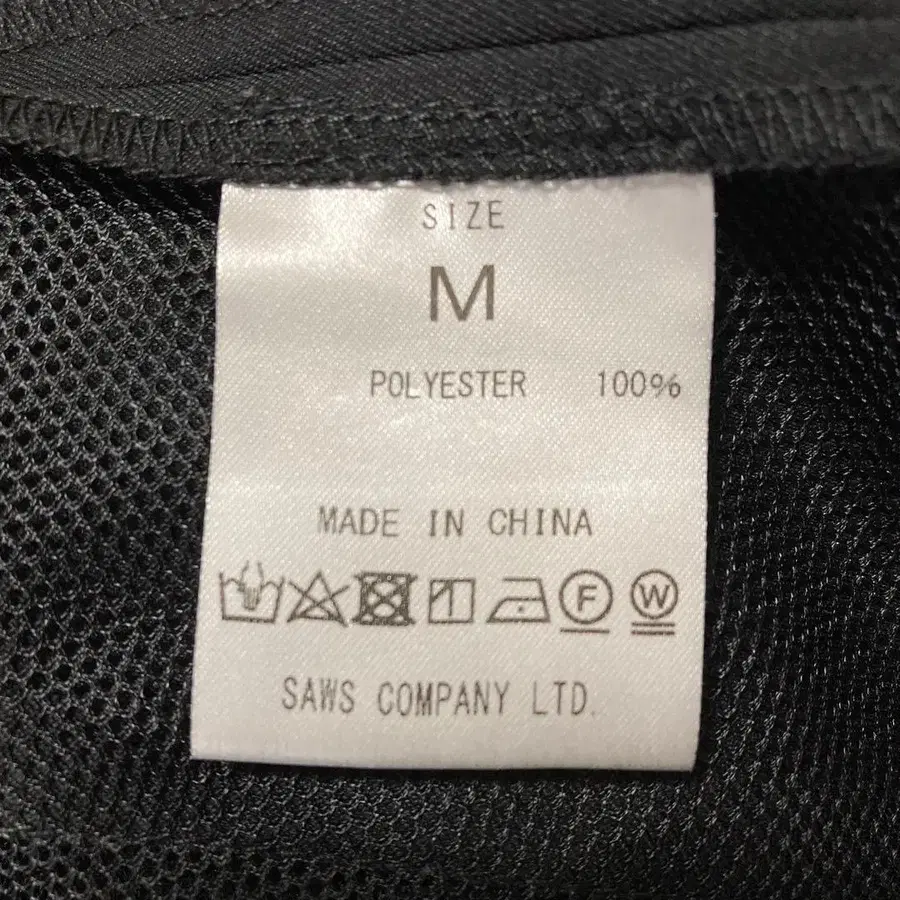 SIZE
M
POLYESTER 100%
MADE IN CHINA
F W
SAWS COMPANY LTD.